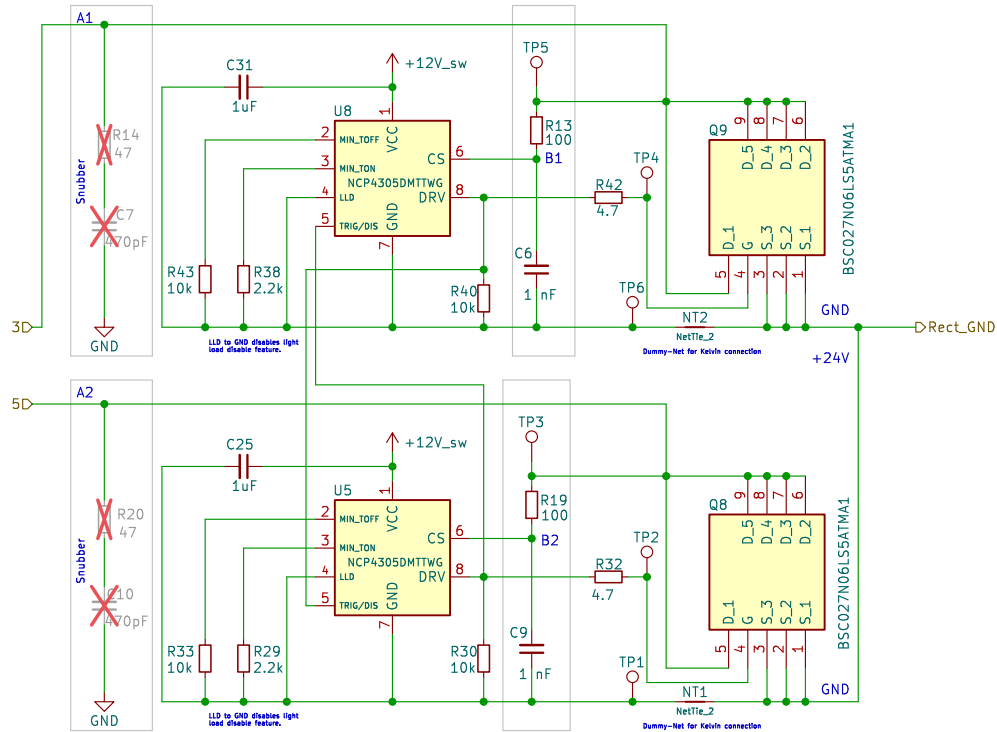 A1
TP5
C31
+12V_sw
1uF
U8
R14
47
R13
100
B1
Q9
9
8
7
6
D_5
D_4
D_3
D_2
BSC027N06LS5ATMA1
Snubber
1
2
MIN_TOFF
VCC
3
MIN_TON
CS
6
NCP4305DMTTWG
4
LLD
DRV
8
5
TRIG/DIS
GND
7
TP4
R42
4.7
C7
470pF
D_1
G
S_3
S_2
S_1
5
4
3
2
1
C6
1 nF
R43
10k
R38
2.2k
R40
10k
TP6
GND
3
NT2
Rect_GND
GND
NetTie_2
LLD to GND disables light
load disable feature.
Dummy-Net for Kelvin connection
+24V
A2
5
TP3
C25
+12V_sw
1uF
U5
R20
47
R19
100
B2
Q8
9
8
7
6
D_5
D_4
D_3
D_2
BSC027N06LS5ATMA1
Snubber
1
2
MIN_TOFF
VCC
3
MIN_TON
CS
6
NCP4305DMTTWG
4
LLD
DRV
8
5
TRIG/DIS
GND
7
TP2
R32
4.7
C10
470pF
D_1
G
S_3
S_2
S_1
5
4
3
2
1
C9
1 nF
R33
10k
R29
2.2k
R30
10k
TP1
GND
NT1
GND
NetTie_2
LLD to GND disables light
load disable feature.
Dummy-Net for Kelvin connection